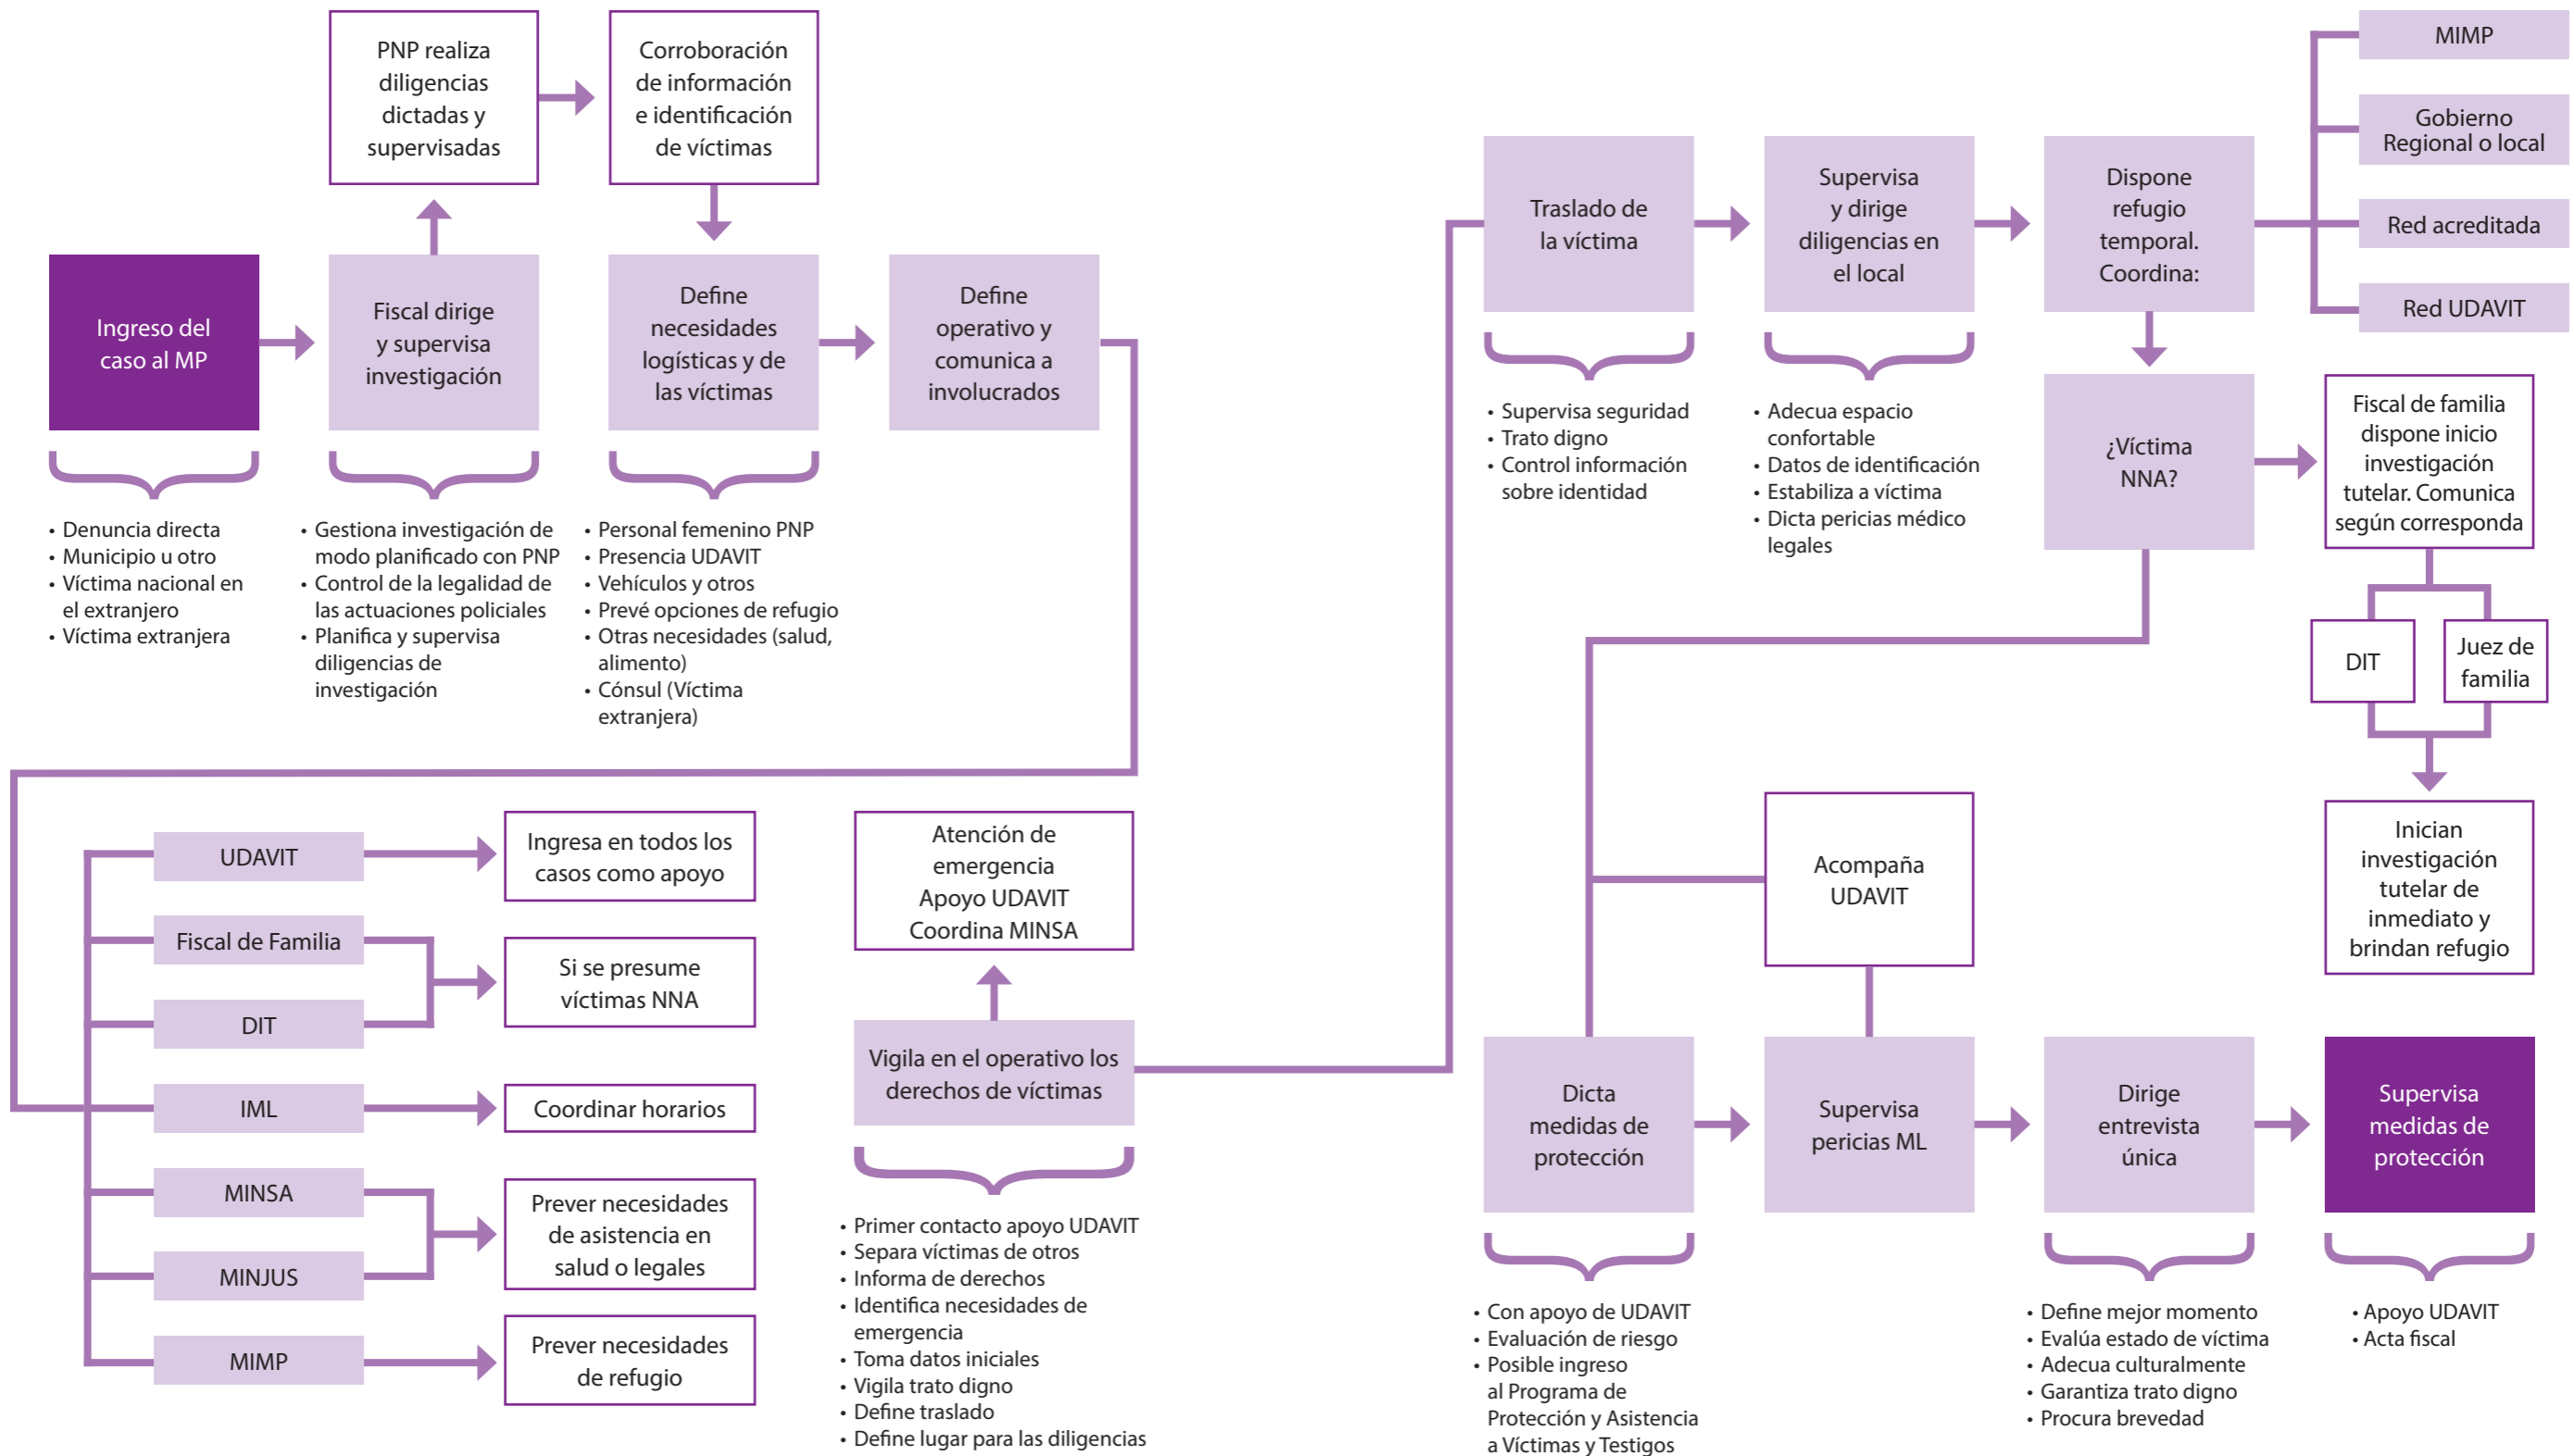 PNP realiza
diligencias
dictadas y
supervisadas
Corroboración
de información
e identificación
de víctimas
Ingreso del
caso al MP
Fiscal dirige
y supervisa
investigación
Define
necesidades
logísticas y de
las víctimas
Define
operativo y
comunica a
involucrados
• Denuncia directa
• Municipio u otro
• Víctima nacional en
el extranjero
• Víctima extranjera
• Gestiona investigación de
modo planificado con PNP
• Control de la legalidad de
las actuaciones policiales
• Planifica y supervisa
diligencias de
investigación
• Personal femenino PNP
• Presencia UDAVIT
• Vehículos y otros
• Prevé opciones de refugio
• Otras necesidades (salud,
alimento)
• Cónsul (Víctima
extranjera)
UDAVIT
Ingresa en todos los
casos como apoyo
Fiscal de Familia
DIT
Si se presume
víctimas NNA
IML
Coordinar horarios
MINSA
MINJUS
Prever necesidades
de asistencia en
salud o legales
MIMP
Prever necesidades
de refugio
Atención de
emergencia
Apoyo UDAVIT
Coordina MINSA
Vigila en el operativo los
derechos de víctimas
• Primer contacto apoyo UDAVIT
• Separa víctimas de otros
• Informa de derechos
• Identifica necesidades de
emergencia
• Toma datos iniciales
• Vigila trato digno
• Define traslado
• Define lugar para las diligencias
Traslado de
la víctima
• Supervisa seguridad
• Trato digno
• Control información
sobre identidad
Supervisa
y dirige
diligencias en
el local
• Adecua espacio
confortable
• Datos de identificación
• Estabiliza a víctima
• Dicta pericias médico
legales
Dispone
refugio
temporal.
Coordina:
MIMP
Gobierno
Regional o local
Red acreditada
Red UDAVIT
¿Víctima
NNA?
Fiscal de familia
dispone inicio
investigación
tutelar. Comunica
según corresponda
DIT
Juez de
familia
Inician
investigación
tutelar de
inmediato y
brindan refugio
Acompaña
UDAVIT
Dicta
medidas de
protección
Supervisa
pericias ML
Dirige
entrevista
única
Supervisa
medidas de
protección
• Con apoyo de UDAVIT
• Evaluación de riesgo
• Posible ingreso
al Programa de
Protección y Asistencia
a Víctimas y Testigos
• Define mejor momento
• Evalúa estado de víctima
• Adecua culturalmente
• Garantiza trato digno
• Procura brevedad
• Apoyo UDAVIT
• Acta fiscal